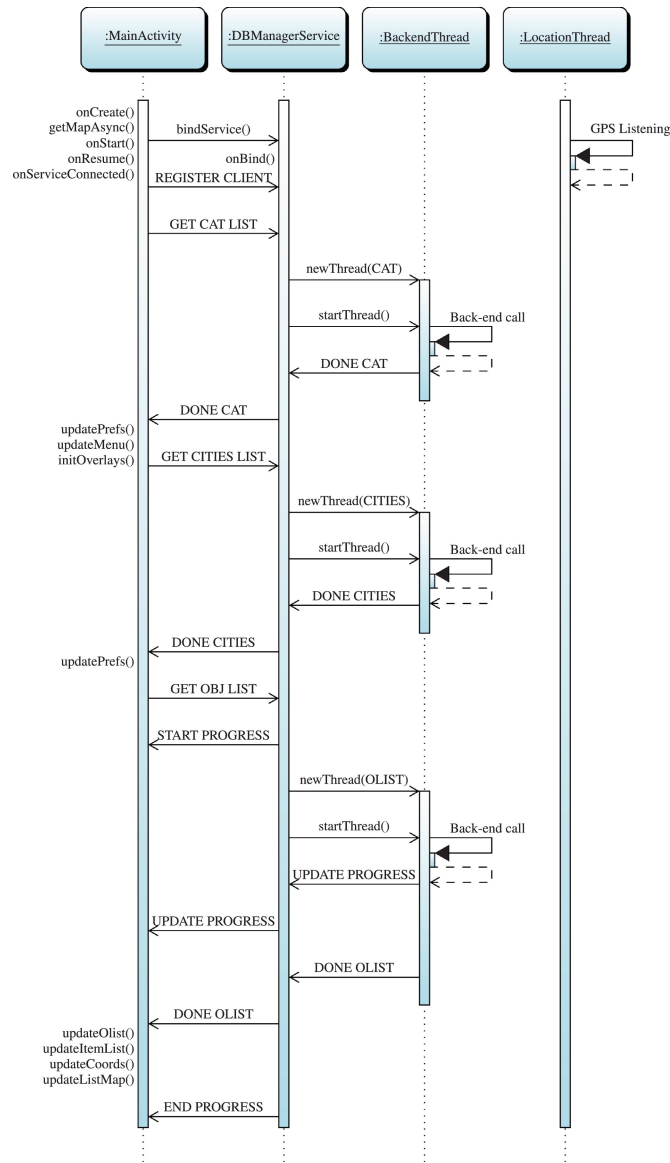 :MainActivity
:DBManagerService
:BackendThread
:LocationThread
onCreate()
getMapAsync()
onStart()
onResume()
onServiceConnected()
bindService()
onBind()
REGISTER CLIENT
GPS Listening
GET CAT LIST
newThread(CAT)
startThread()
Back-end call
DONE CAT
DONE CAT
updatePrefs()
updateMenu()
initOverlays()
GET CITIES LIST
newThread(CITIES)
startThread()
Back-end call
DONE CITIES
DONE CITIES
updatePrefs()
GET OBJ LIST
START PROGRESS
newThread(OLIST)
startThread()
Back-end call
UPDATE PROGRESS
UPDATE PROGRESS
DONE OLIST
DONE OLIST
updateOlist()
updateItemList()
updateCoords()
updateListMap()
END PROGRESS